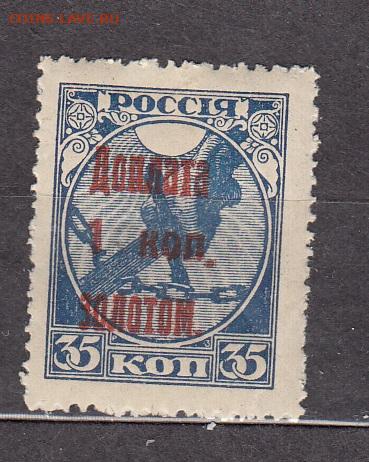 COINS.LAVE.RU
РОССІЯ
Доплата
1 коп.
золотом.
35 КОП 35